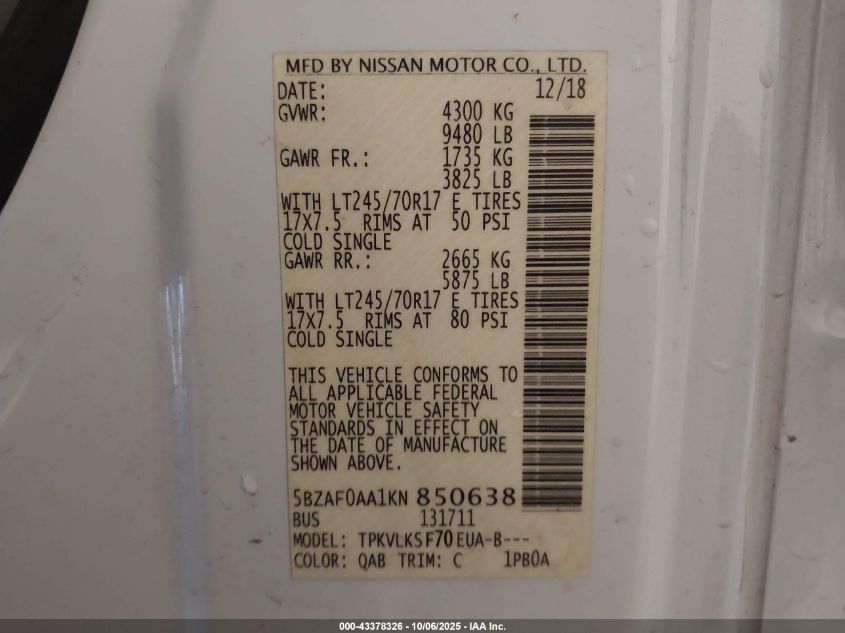 MFD BY NISSAN MOTOR CO., LTD.
DATE: 12/18
GVWR: 4300 KG
9480 LB
GAWR FR.: 1735 KG
3825 LB
WITH LT245/70R17 E TIRES
17X7.5 RIMS AT 50 PSI
COLD SINGLE
GAWR RR.: 2665 KG
5875 LB
WITH LT245/70R17 E TIRES
17X7.5 RIMS AT 80 PSI
COLD SINGLE
THIS VEHICLE CONFORMS TO
ALL APPLICABLE FEDERAL
MOTOR VEHICLE SAFETY
STANDARDS IN EFFECT ON
THE DATE OF MANUFACTURE
SHOWN ABOVE.
5BZAF0AA1KN 850638
BUS 131711
MODEL: TPKVLKSF70EUA-B---
COLOR: QAB TRIM: C 1PB0A
000-43378326 - 10/06/2025 - IAA Inc.